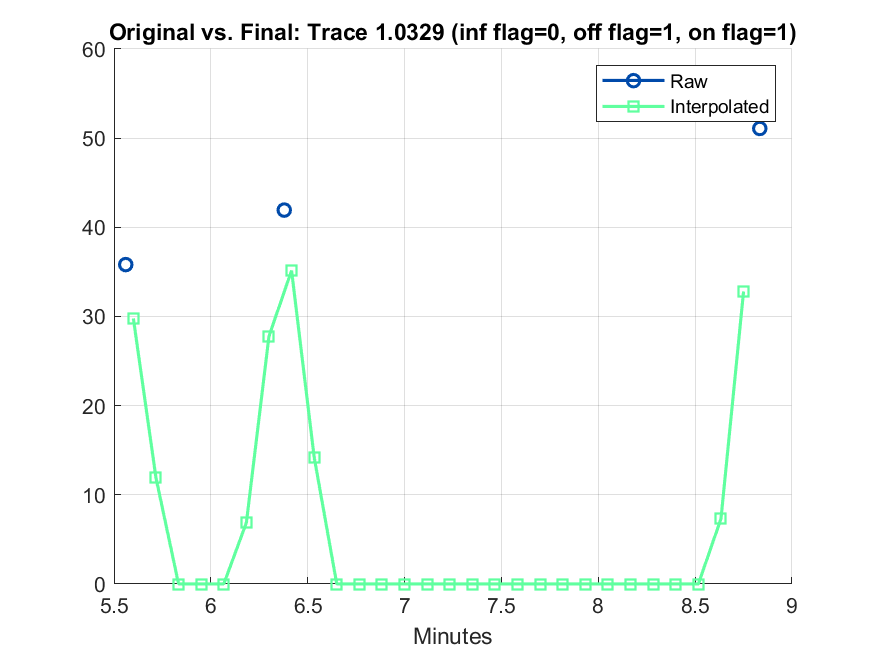 Original vs. Final: Trace 1.0329 (inf flag=0, off flag=1, on flag=1)
60
Raw
Interpolated
50
40
30
20
10
0
5.5 6 6.5 7 7.5 8 8.5 9
Minutes